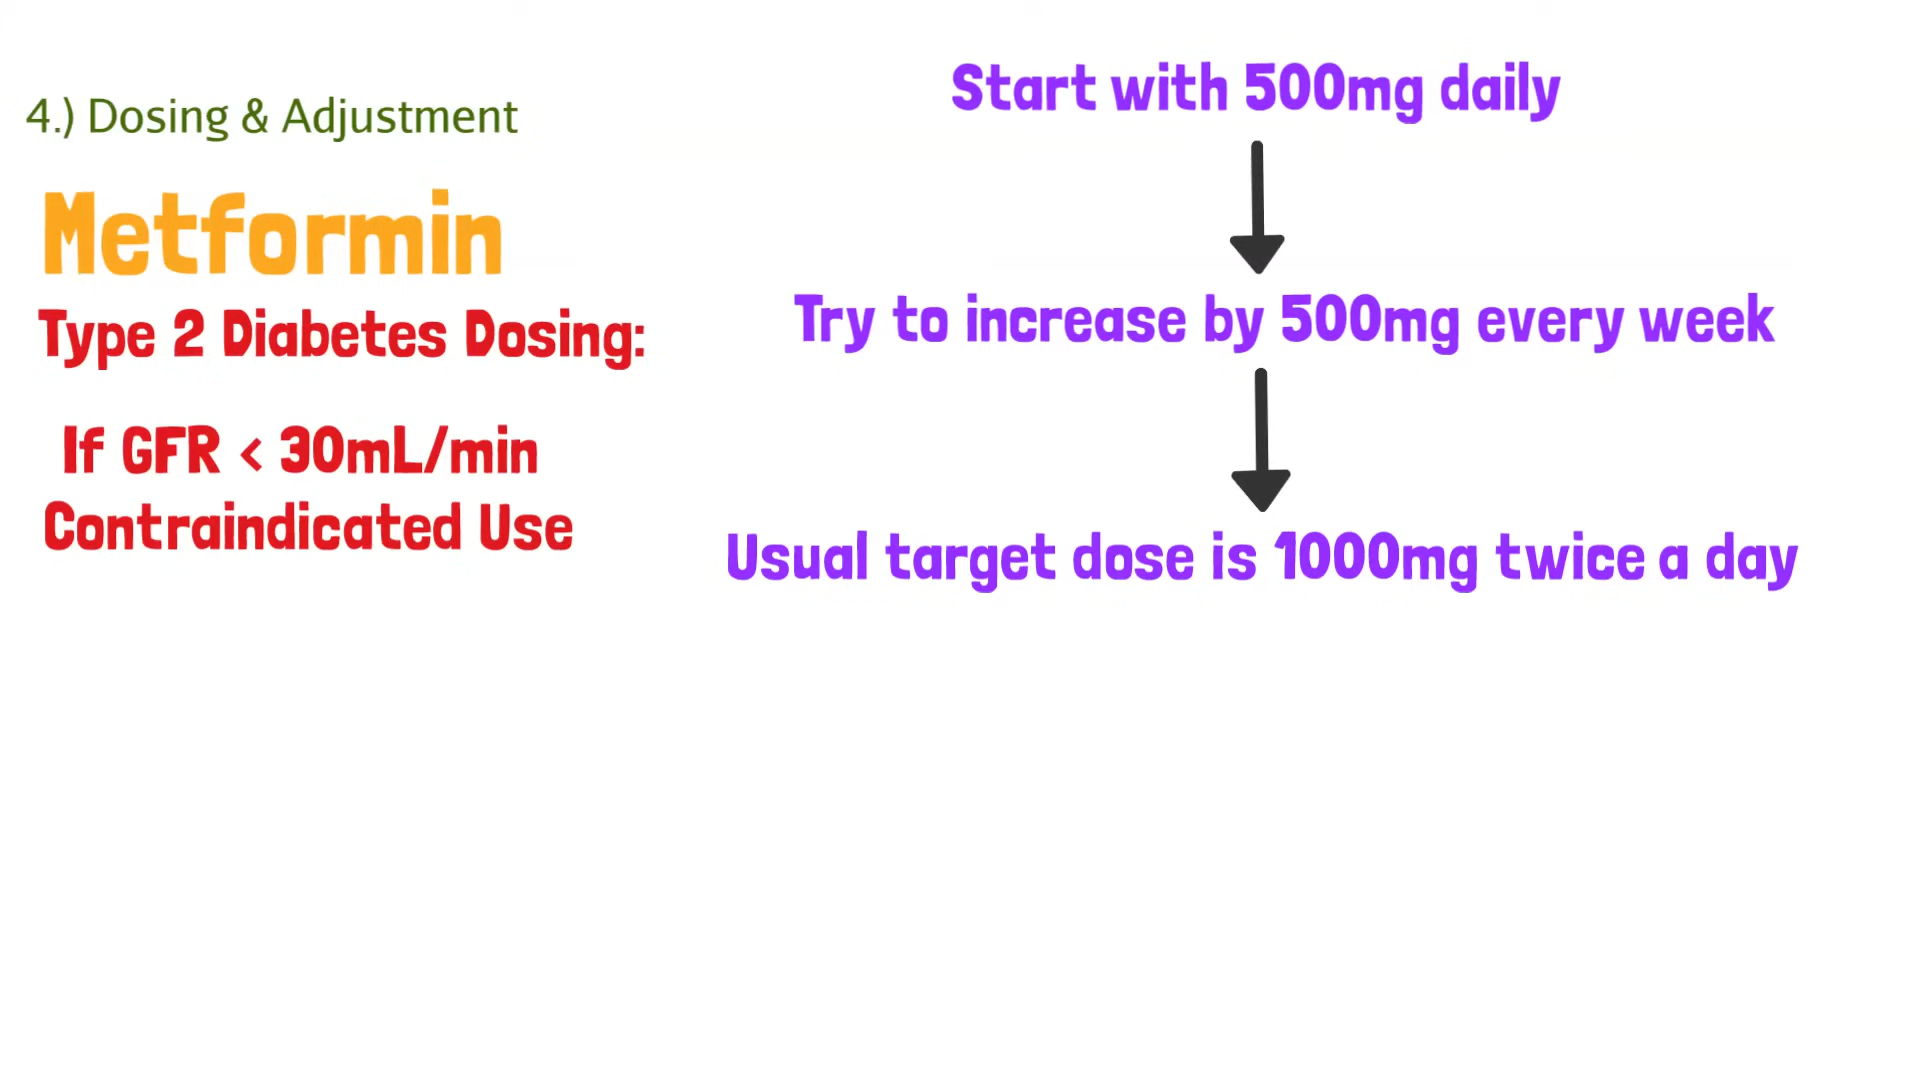 4.) Dosing & Adjustment
Metformin
Type 2 Diabetes Dosing:
If GFR < 30mL/min
Contraindicated Use
Start with 500mg daily
Try to increase by 500mg every week
Usual target dose is 1000mg twice a day